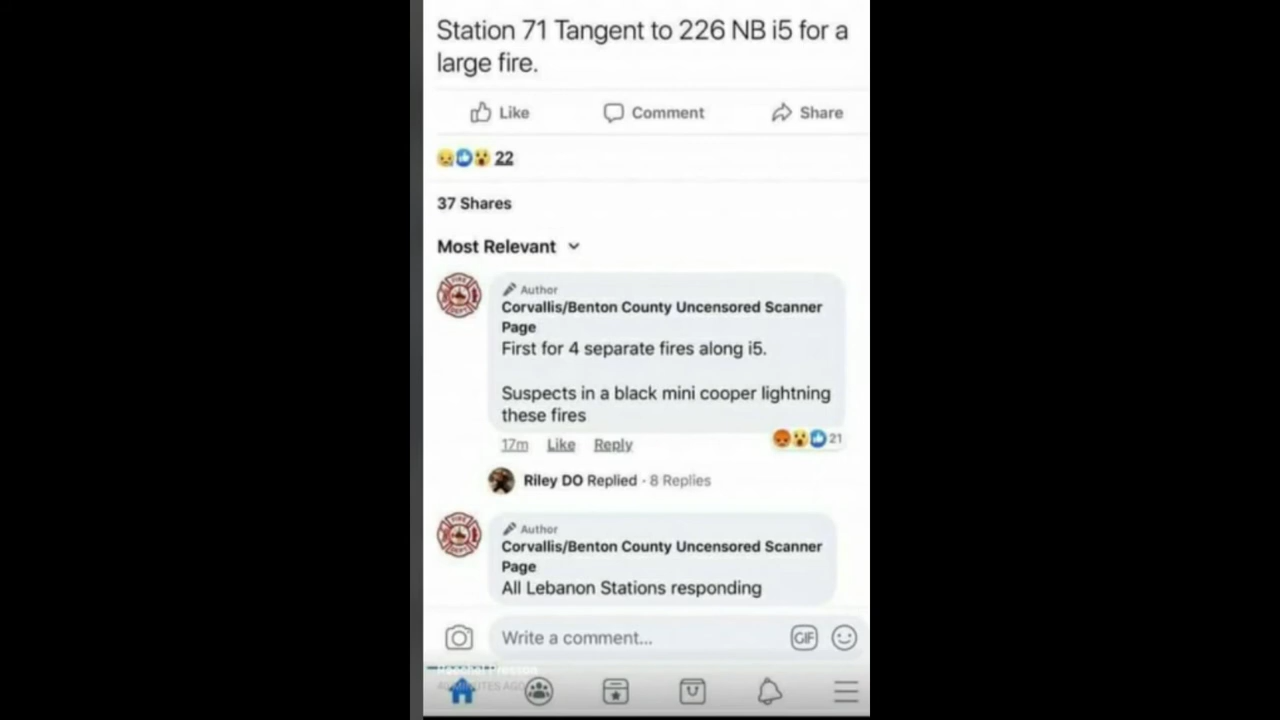 Station 71 Tangent to 226 NB i5 for a
large fire.
Like Comment Share
22
37 Shares
Most Relevant
Author
Corvallis/Benton County Uncensored Scanner
Page
First for 4 separate fires along i5.
Suspects in a black mini cooper lightning
these fires
17m Like Reply
21
Riley DO Replied · 8 Replies
Author
Corvallis/Benton County Uncensored Scanner
Page
All Lebanon Stations responding
Write a comment...
GIF
MINUTES AGO